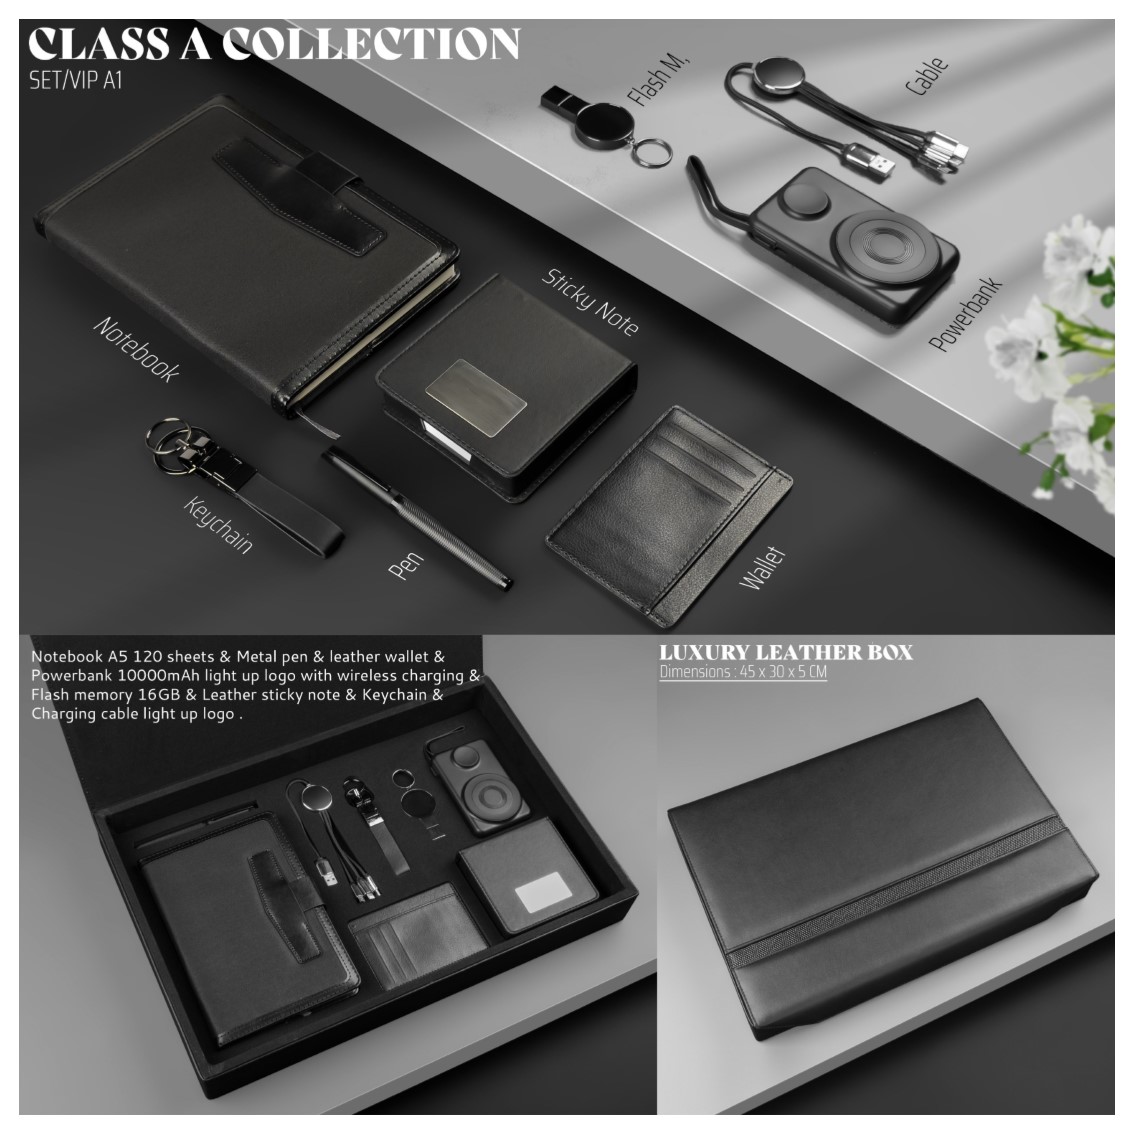 CLASS A COLLECTION
SET/VIP A1
Flash M,
Cable
Powerbank
Sticky Note
Notebook
Keychain
Pen
Wallet
Notebook A5 120 sheets & Metal pen & leather wallet &
Powerbank 10000mAh light up logo with wireless charging &
Flash memory 16GB & Leather sticky note & Keychain &
Charging cable light up logo .
LUXURY LEATHER BOX
Dimensions : 45 x 30 x 5 CM